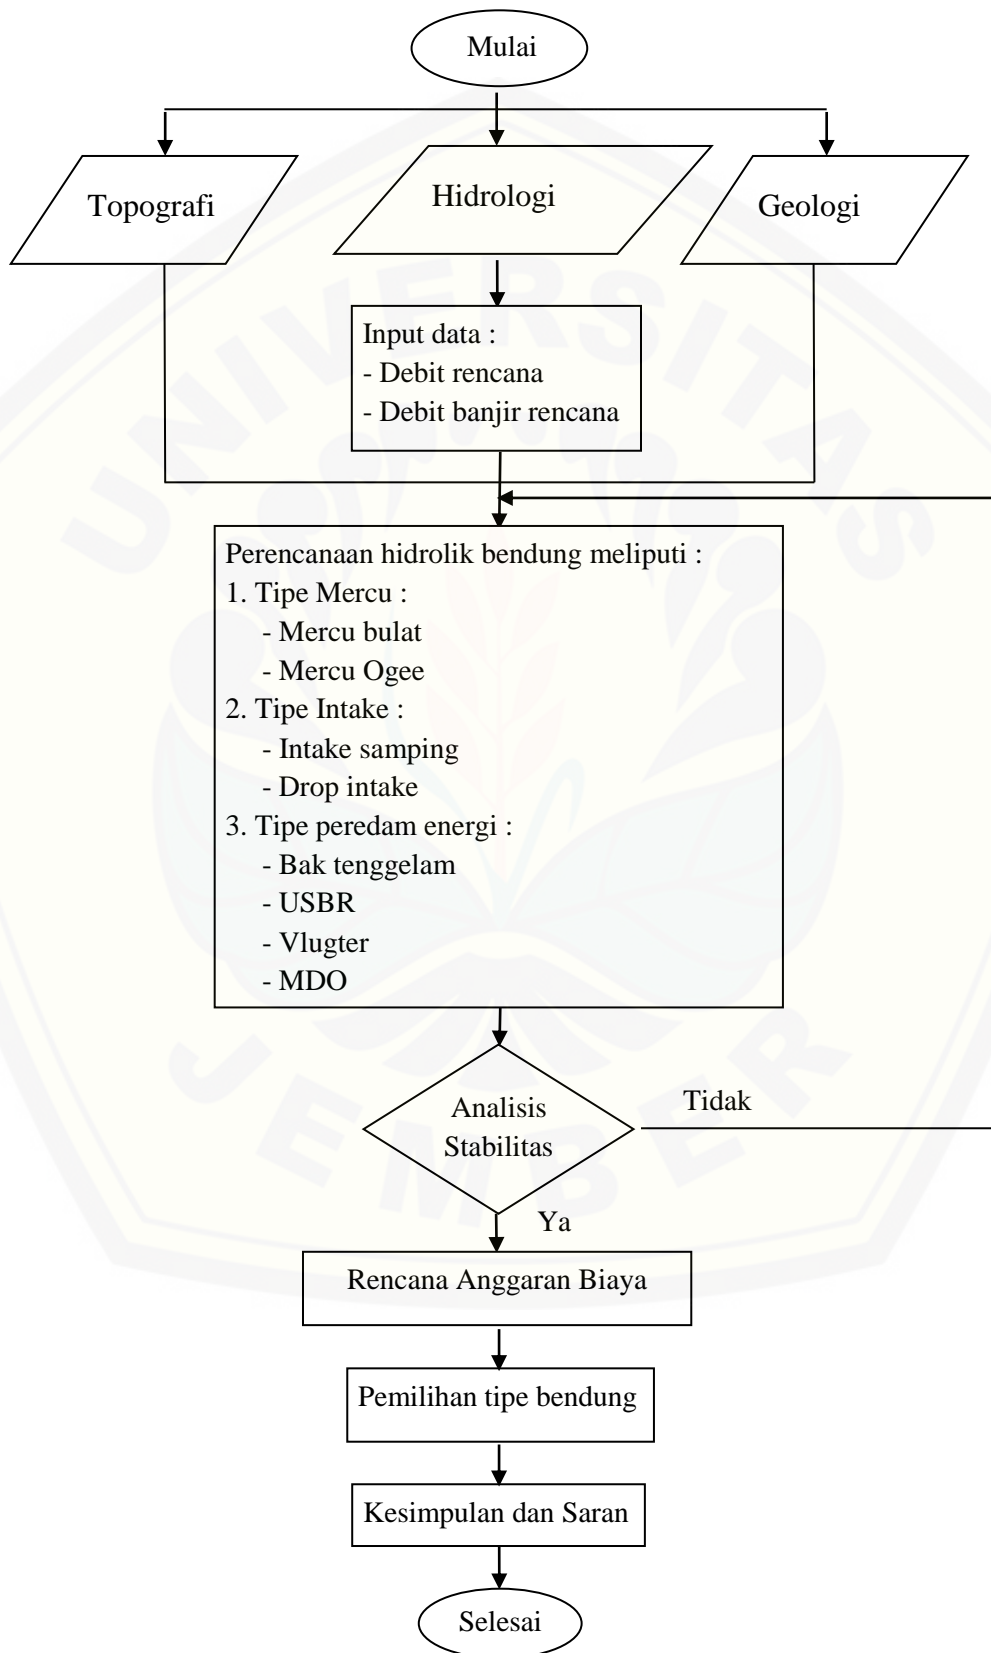 Mulai
Topografi
Hidrologi
Geologi
Input data :
- Debit rencana
- Debit banjir rencana
Perencanaan hidrolik bendung meliputi :
1. Tipe Mercu :
- Mercu bulat
- Mercu Ogee
2. Tipe Intake :
- Intake samping
- Drop intake
3. Tipe peredam energi :
- Bak tenggelam
- USBR
- Vlugter
- MDO
Analisis
Stabilitas
Tidak
Ya
Rencana Anggaran Biaya
Pemilihan tipe bendung
Kesimpulan dan Saran
Selesai
UNIVERSITAS
JEMBER